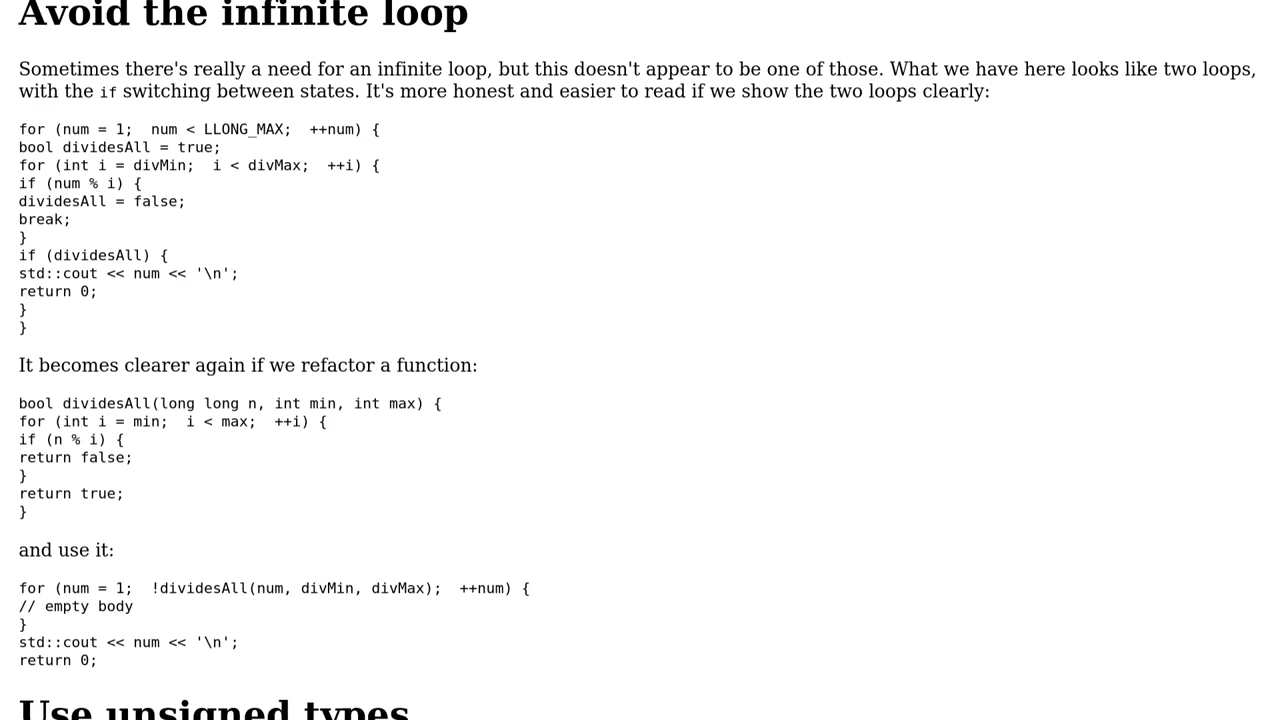 Avoid the infinite loop
Sometimes there's really a need for an infinite loop, but this doesn't appear to be one of those. What we have here looks like two loops,
with the if switching between states. It's more honest and easier to read if we show the two loops clearly:
for (num = 1;  num < LLONG_MAX;  ++num) {
bool dividesAll = true;
for (int i = divMin;  i < divMax;  ++i) {
if (num % i) {
dividesAll = false;
break;
}
if (dividesAll) {
std::cout << num << '\n';
return 0;
}
}
It becomes clearer again if we refactor a function:
bool dividesAll(long long n, int min, int max) {
for (int i = min;  i < max;  ++i) {
if (n % i) {
return false;
}
return true;
}
and use it:
for (num = 1;  !dividesAll(num, divMin, divMax);  ++num) {
// empty body
}
std::cout << num << '\n';
return 0;
Use unsigned types